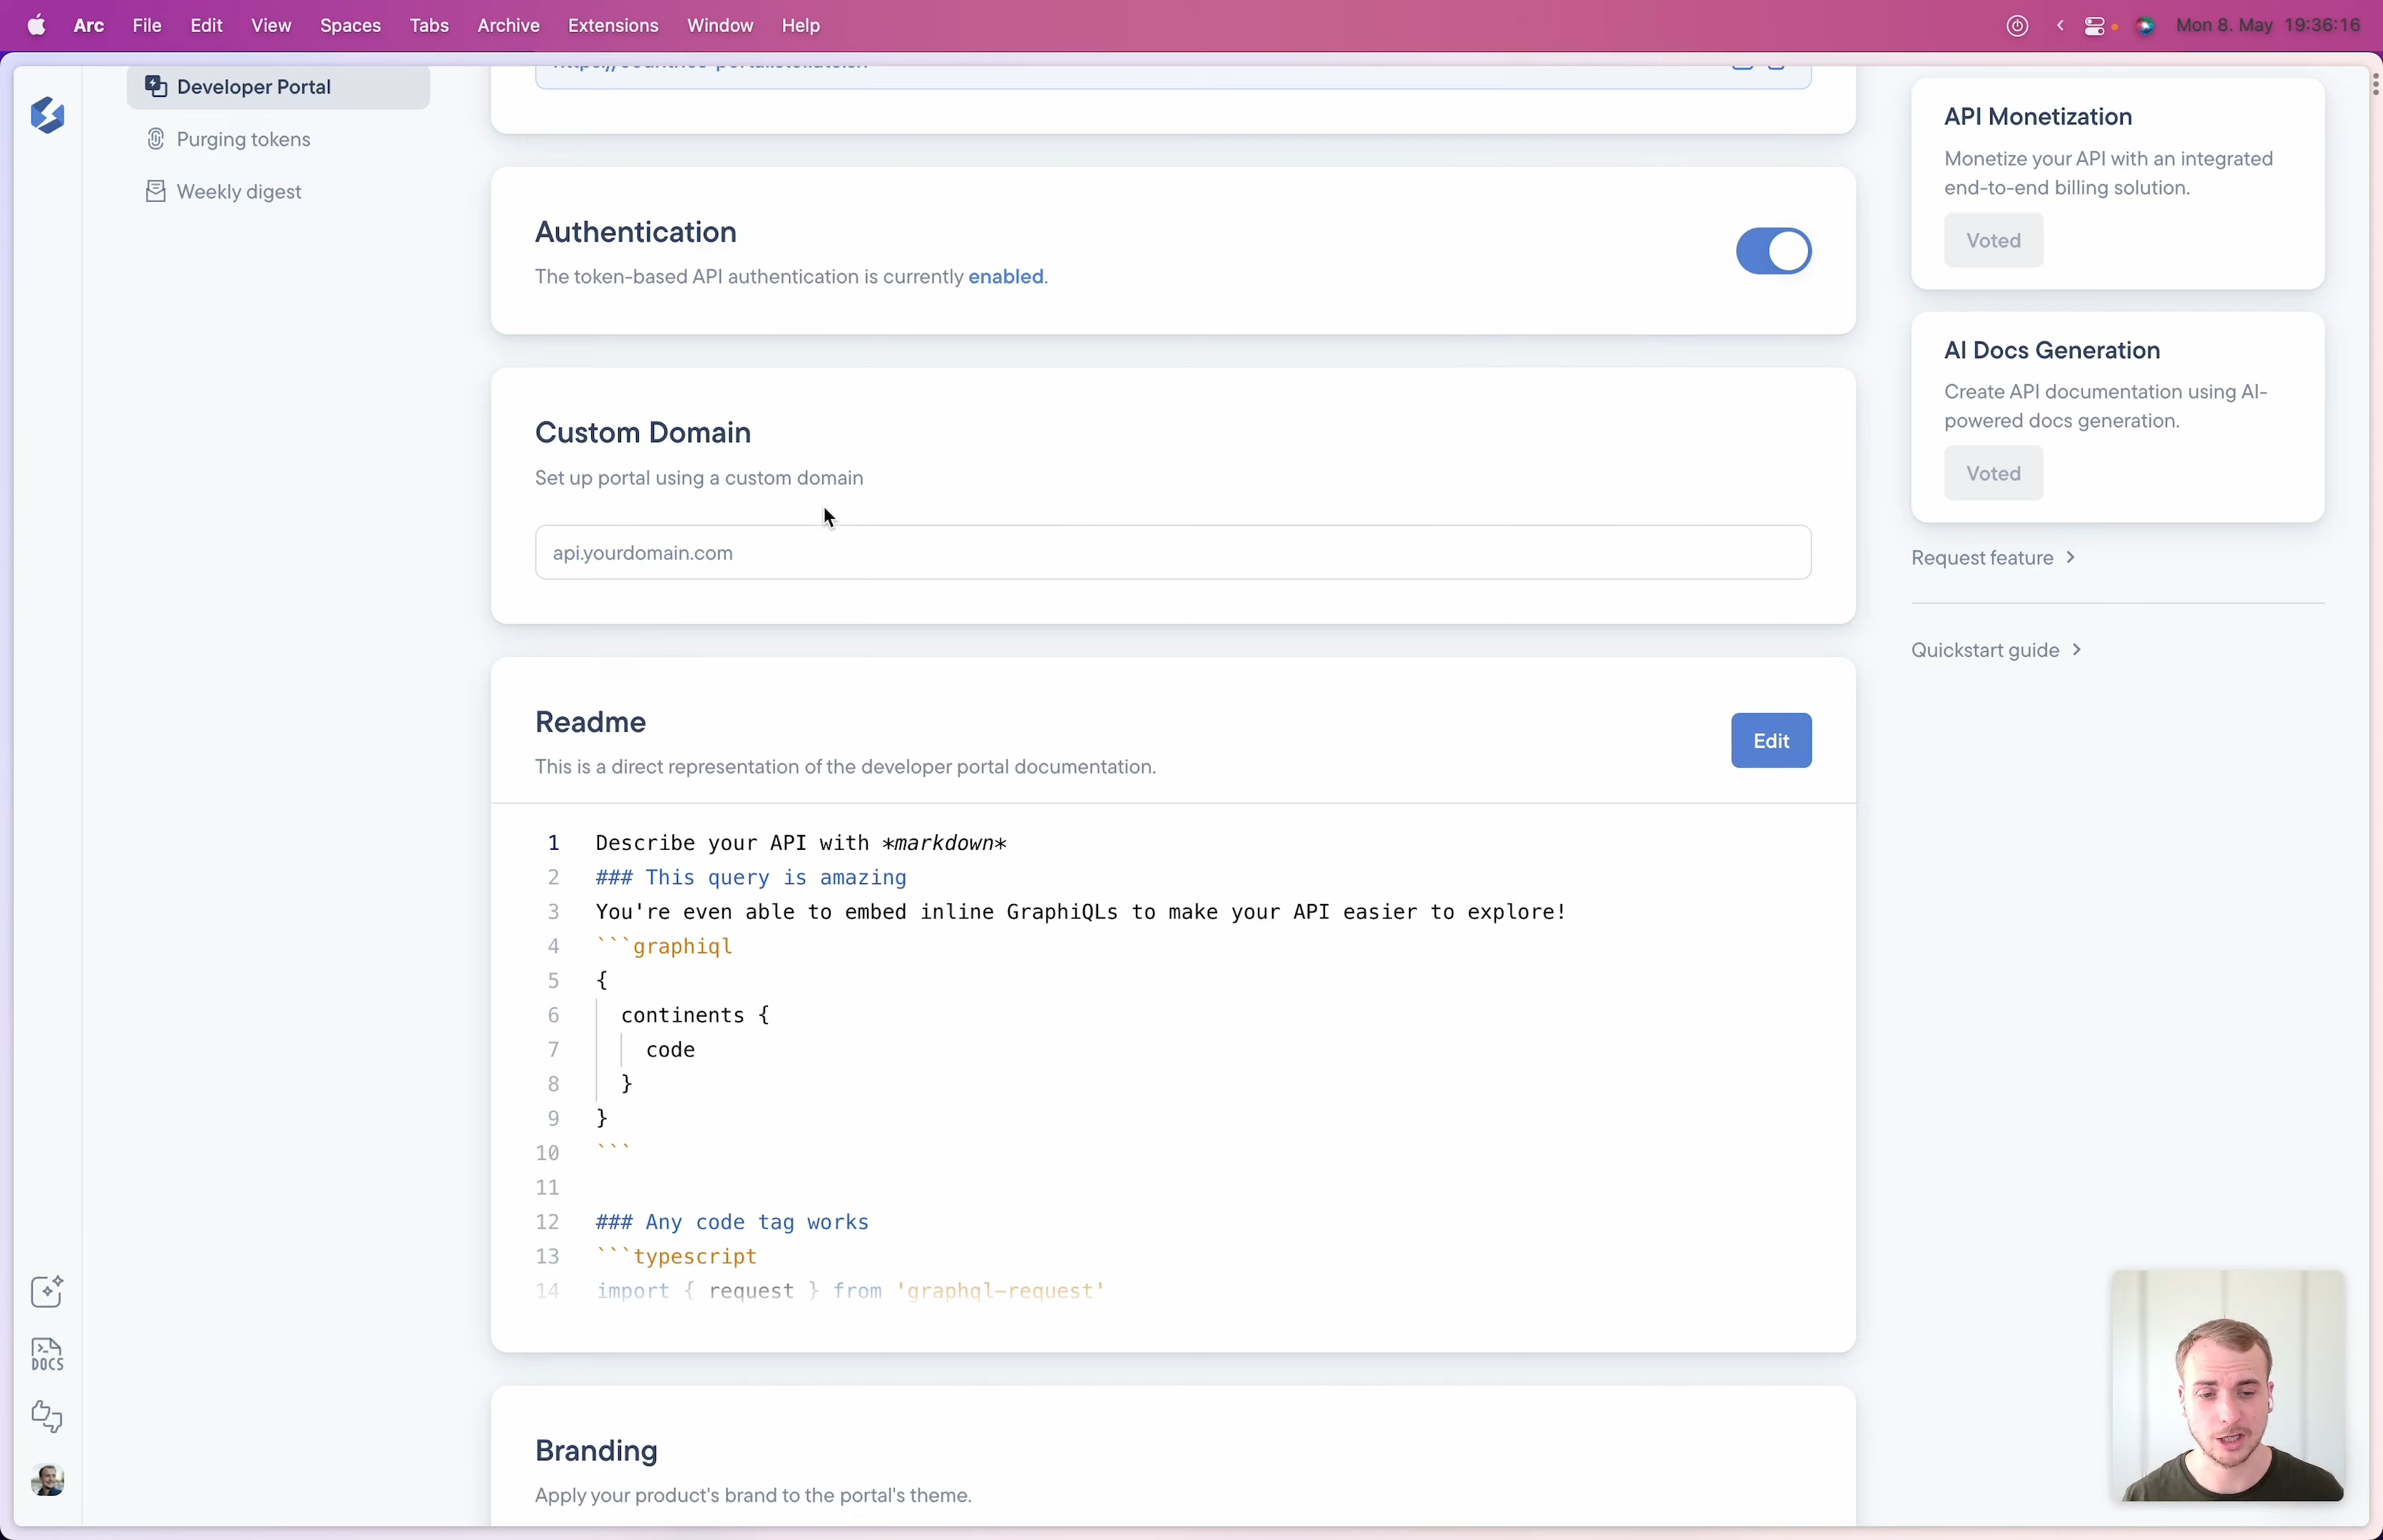 Arc File Edit View Spaces Tabs Archive Extensions Window Help
Mon 8. May 19:36:16
Developer Portal
Purging tokens
Weekly digest
Authentication
The token-based API authentication is currently enabled.
Custom Domain
Set up portal using a custom domain
api.yourdomain.com
Readme
This is a direct representation of the developer portal documentation.
Edit
1 Describe your API with *markdown*
2 ### This query is amazing
3 You're even able to embed inline GraphiQLs to make your API easier to explore!
4 ```graphiql
5 {
6 continents {
7 code
8 }
9 }
10 ```
11
12 ### Any code tag works
13 ```typescript
14 import { request } from 'graphql-request'
Branding
Apply your product's brand to the portal's theme.
API Monetization
Monetize your API with an integrated
end-to-end billing solution.
Voted
AI Docs Generation
Create API documentation using AI-
powered docs generation.
Voted
Request feature
Quickstart guide
DOCS